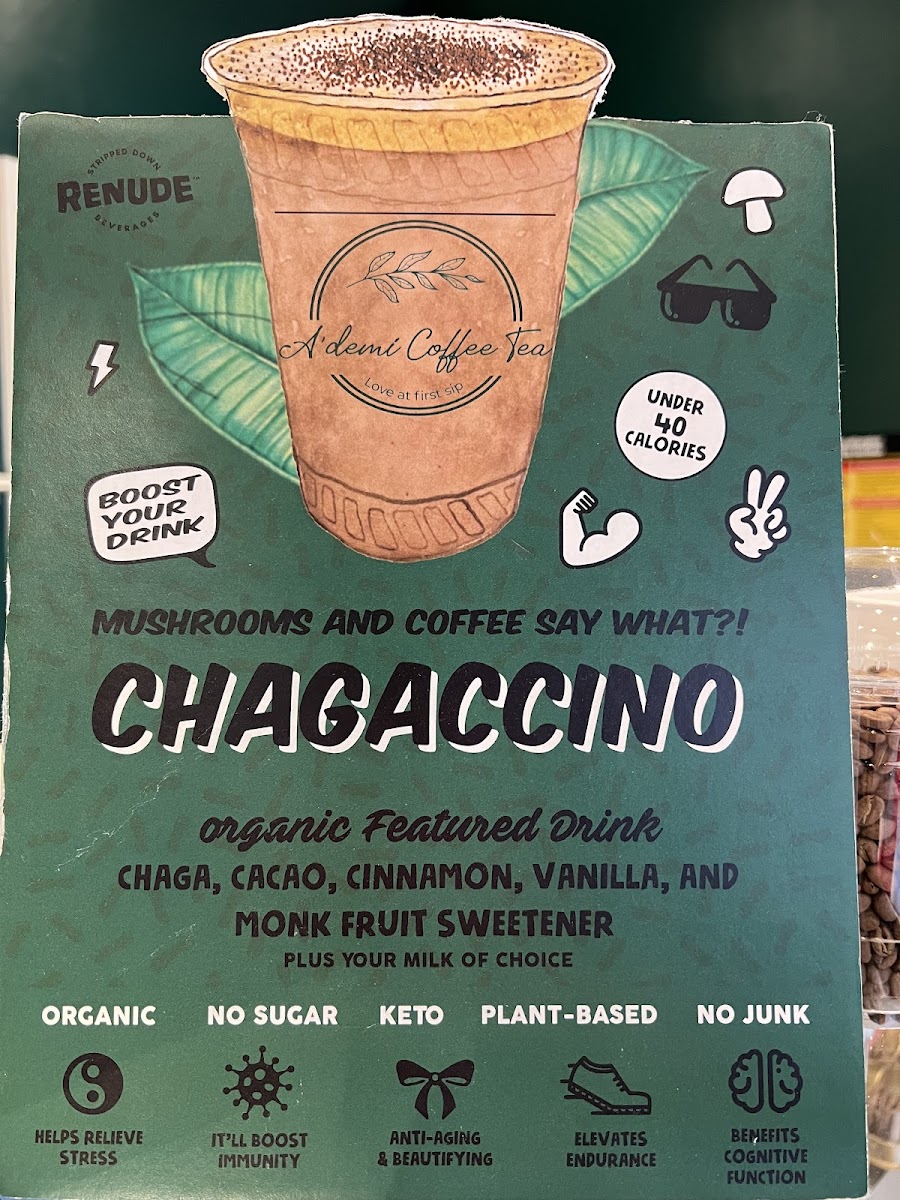 STRIPPED DOWN
RENUDE™
BEVERAGES
A'demi Coffee Tea
Love at first sip
UNDER
40
CALORIES
BOOST
YOUR
DRINK
MUSHROOMS AND COFFEE SAY WHAT?!
CHAGACCINO
organic Featured Drink
CHAGA, CACAO, CINNAMON, VANILLA, AND
MONK FRUIT SWEETENER
PLUS YOUR MILK OF CHOICE
ORGANIC NO SUGAR KETO PLANT-BASED NO JUNK
HELPS RELIEVE
STRESS
IT'LL BOOST
IMMUNITY
ANTI-AGING
& BEAUTIFYING
ELEVATES
ENDURANCE
BENEFITS
COGNITIVE
FUNCTION